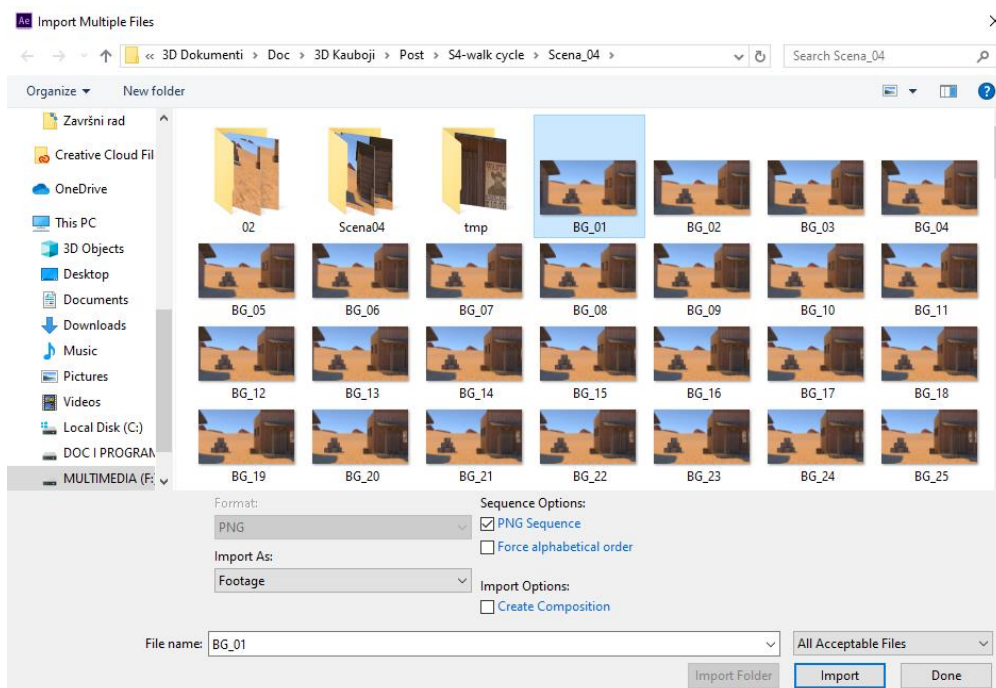 Ae Import Multiple Files
« 3D Dokumenti > Doc > 3D Kauboji > Post > S4-walk cycle > Scena_04 >
Search Scena_04
Organize New folder
Završni rad
Creative Cloud Fil
OneDrive
This PC
3D Objects
Desktop
Documents
Downloads
Music
Pictures
Videos
Local Disk (C:)
DOC I PROGRAM
MULTIMEDIA (F:
02 Scena04 tmp BG_01 BG_02 BG_03 BG_04
BG_05 BG_06 BG_07 BG_08 BG_09 BG_10 BG_11
BG_12 BG_13 BG_14 BG_15 BG_16 BG_17 BG_18
BG_19 BG_20 BG_21 BG_22 BG_23 BG_24 BG_25
Format:
PNG
Import As:
Footage
Sequence Options:
PNG Sequence
Force alphabetical order
Import Options:
Create Composition
File name: BG_01 All Acceptable Files
Import Folder Import Done